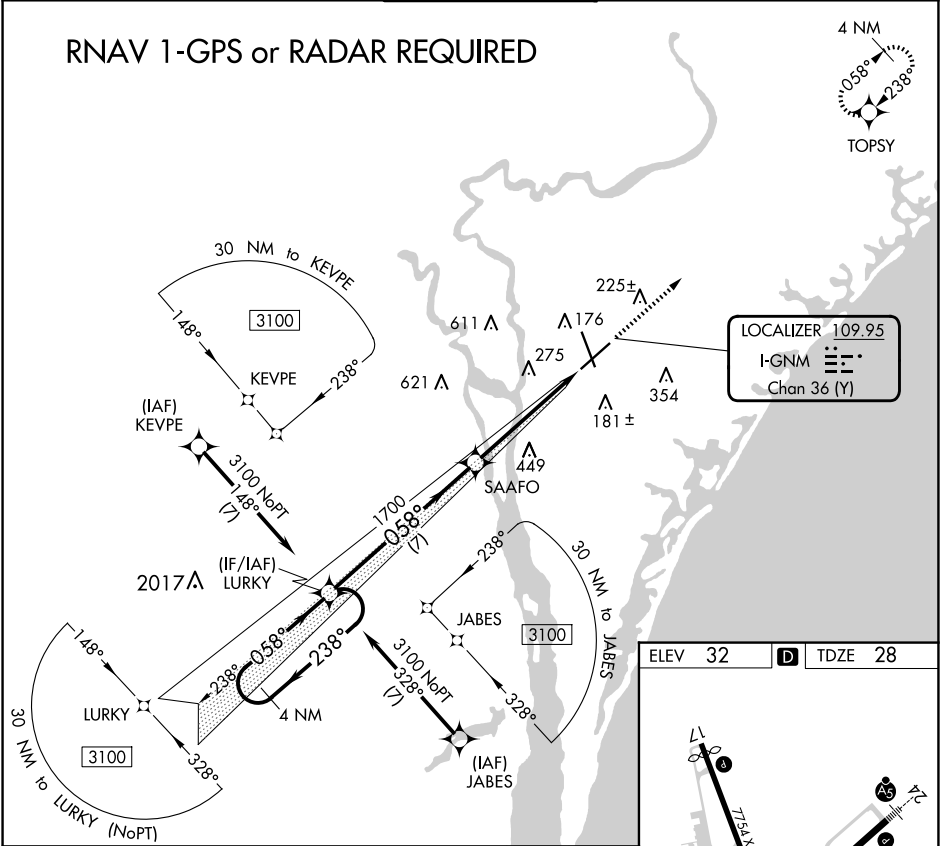 RNAV 1-GPS or RADAR REQUIRED
4 NM
058°
238°
TOPSY
30 NM to KEVPE
3100
148°
238°
KEVPE
(IAF)
KEVPE
3100 NoPT
148°
(7)
611
176
225±
275
621
354
181±
449
LOCALIZER 109.95
I-GNM
Chan 36 (Y)
SAAFO
1700
058°
(7)
(IF/IAF)
LURKY
2017
238°
058°
238°
4 NM
238°
30 NM to JABES
JABES
3100
328°
3100 NoPT
328°
(7)
(IAF)
JABES
148°
LURKY
3100
328°
30 NM to LURKY (NoPT)
ELEV 32
D
TDZE 28
17
P
7754 X
A5
24
P